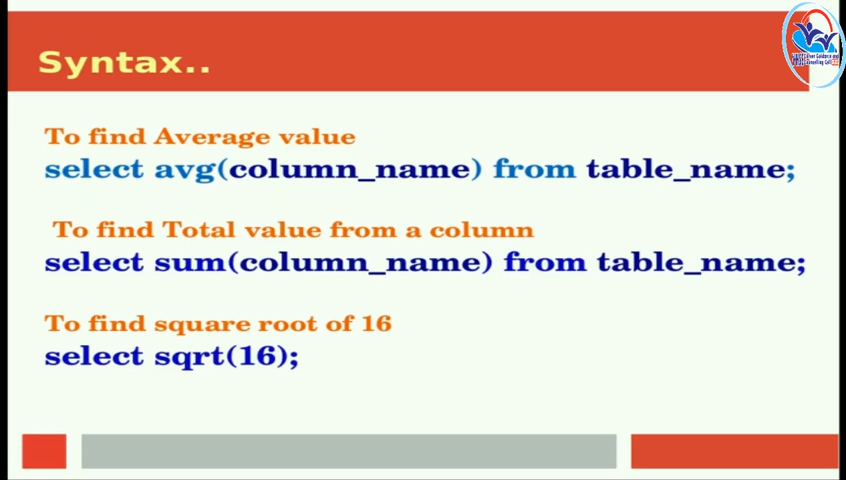 Syntax..
To find Average value
select avg(column_name) from table_name;
To find Total value from a column
select sum(column_name) from table_name;
To find square root of 16
select sqrt(16);